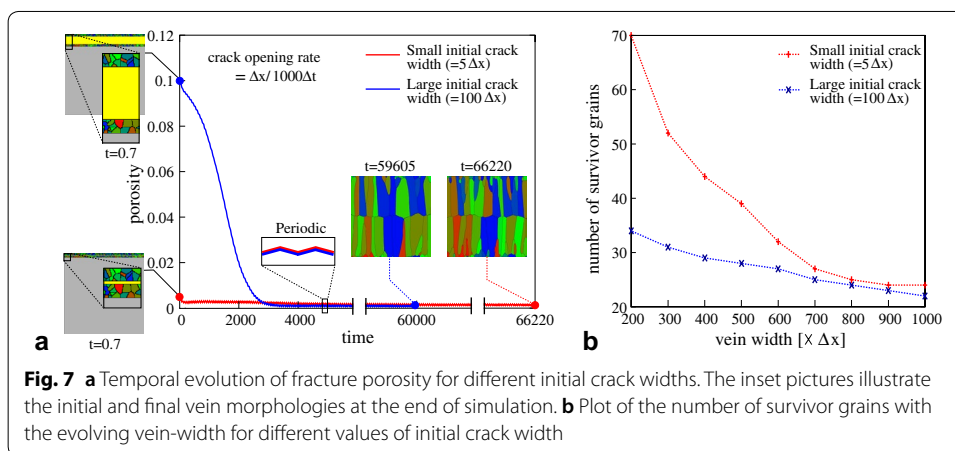 0.12
0.1
0.08
0.06
0.04
0.02
0
porosity
crack opening rate
= Δx/1000Δt
Small initial crack
width (=5 Δx)
Large initial crack
width (=100 Δx)
t=0.7
t=0.7
Periodic
t=59605
t=66220
0 2000 4000 60000 66220
time
a
70
60
50
40
30
20
number of survivor grains
Small initial crack
width (=5 Δx)
Large initial crack
width (=100 Δx)
200 300 400 500 600 700 800 900 1000
vein width [× Δx]
b
Fig. 7 a Temporal evolution of fracture porosity for different initial crack widths. The inset pictures illustrate
the initial and final vein morphologies at the end of simulation. b Plot of the number of survivor grains with
the evolving vein-width for different values of initial crack width